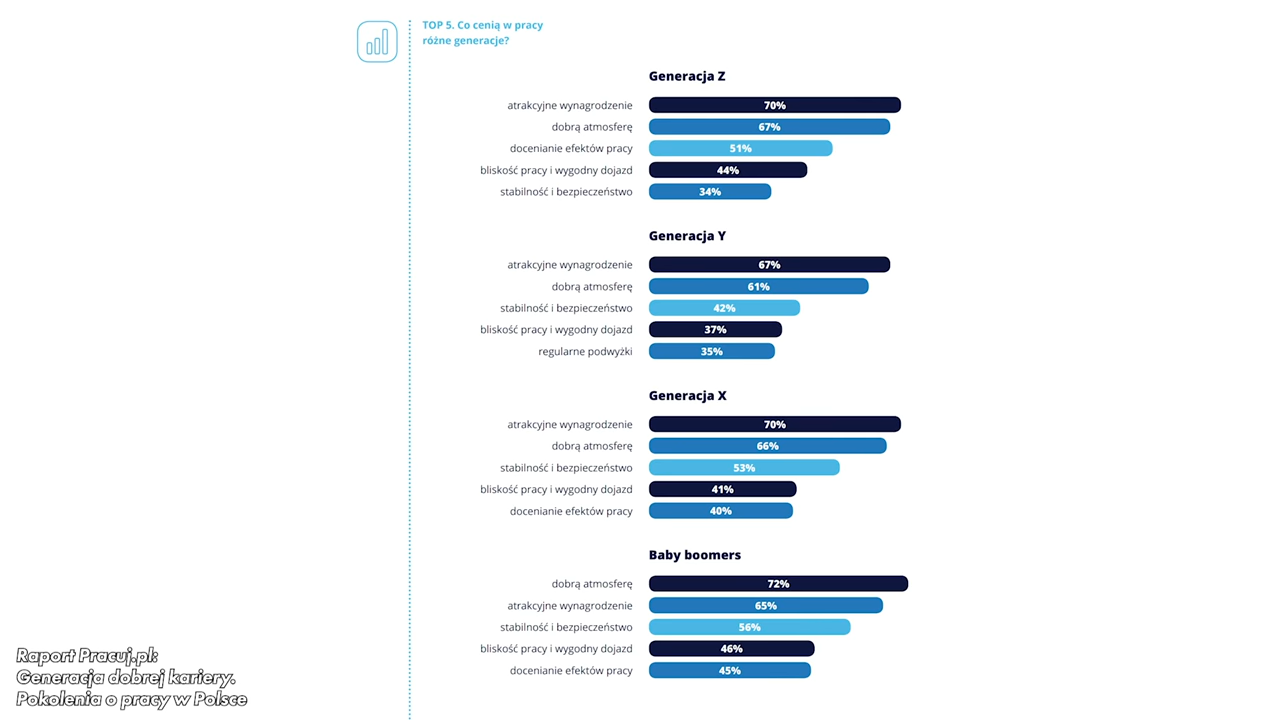 TOP 5. Co cenią w pracy
różne generacje?
Generacja Z
atrakcyjne wynagrodzenie 70%
dobrą atmosferę 67%
docenianie efektów pracy 51%
bliskość pracy i wygodny dojazd 44%
stabilność i bezpieczeństwo 34%
Generacja Y
atrakcyjne wynagrodzenie 67%
dobrą atmosferę 61%
stabilność i bezpieczeństwo 42%
bliskość pracy i wygodny dojazd 37%
regularne podwyżki 35%
Generacja X
atrakcyjne wynagrodzenie 70%
dobrą atmosferę 66%
stabilność i bezpieczeństwo 53%
bliskość pracy i wygodny dojazd 41%
docenianie efektów pracy 40%
Baby boomers
dobrą atmosferę 72%
atrakcyjne wynagrodzenie 65%
stabilność i bezpieczeństwo 56%
bliskość pracy i wygodny dojazd 46%
docenianie efektów pracy 45%
Raport Pracuj.pk
Generacja dobrej kariery.
Pokolenia o pracy w Polsce